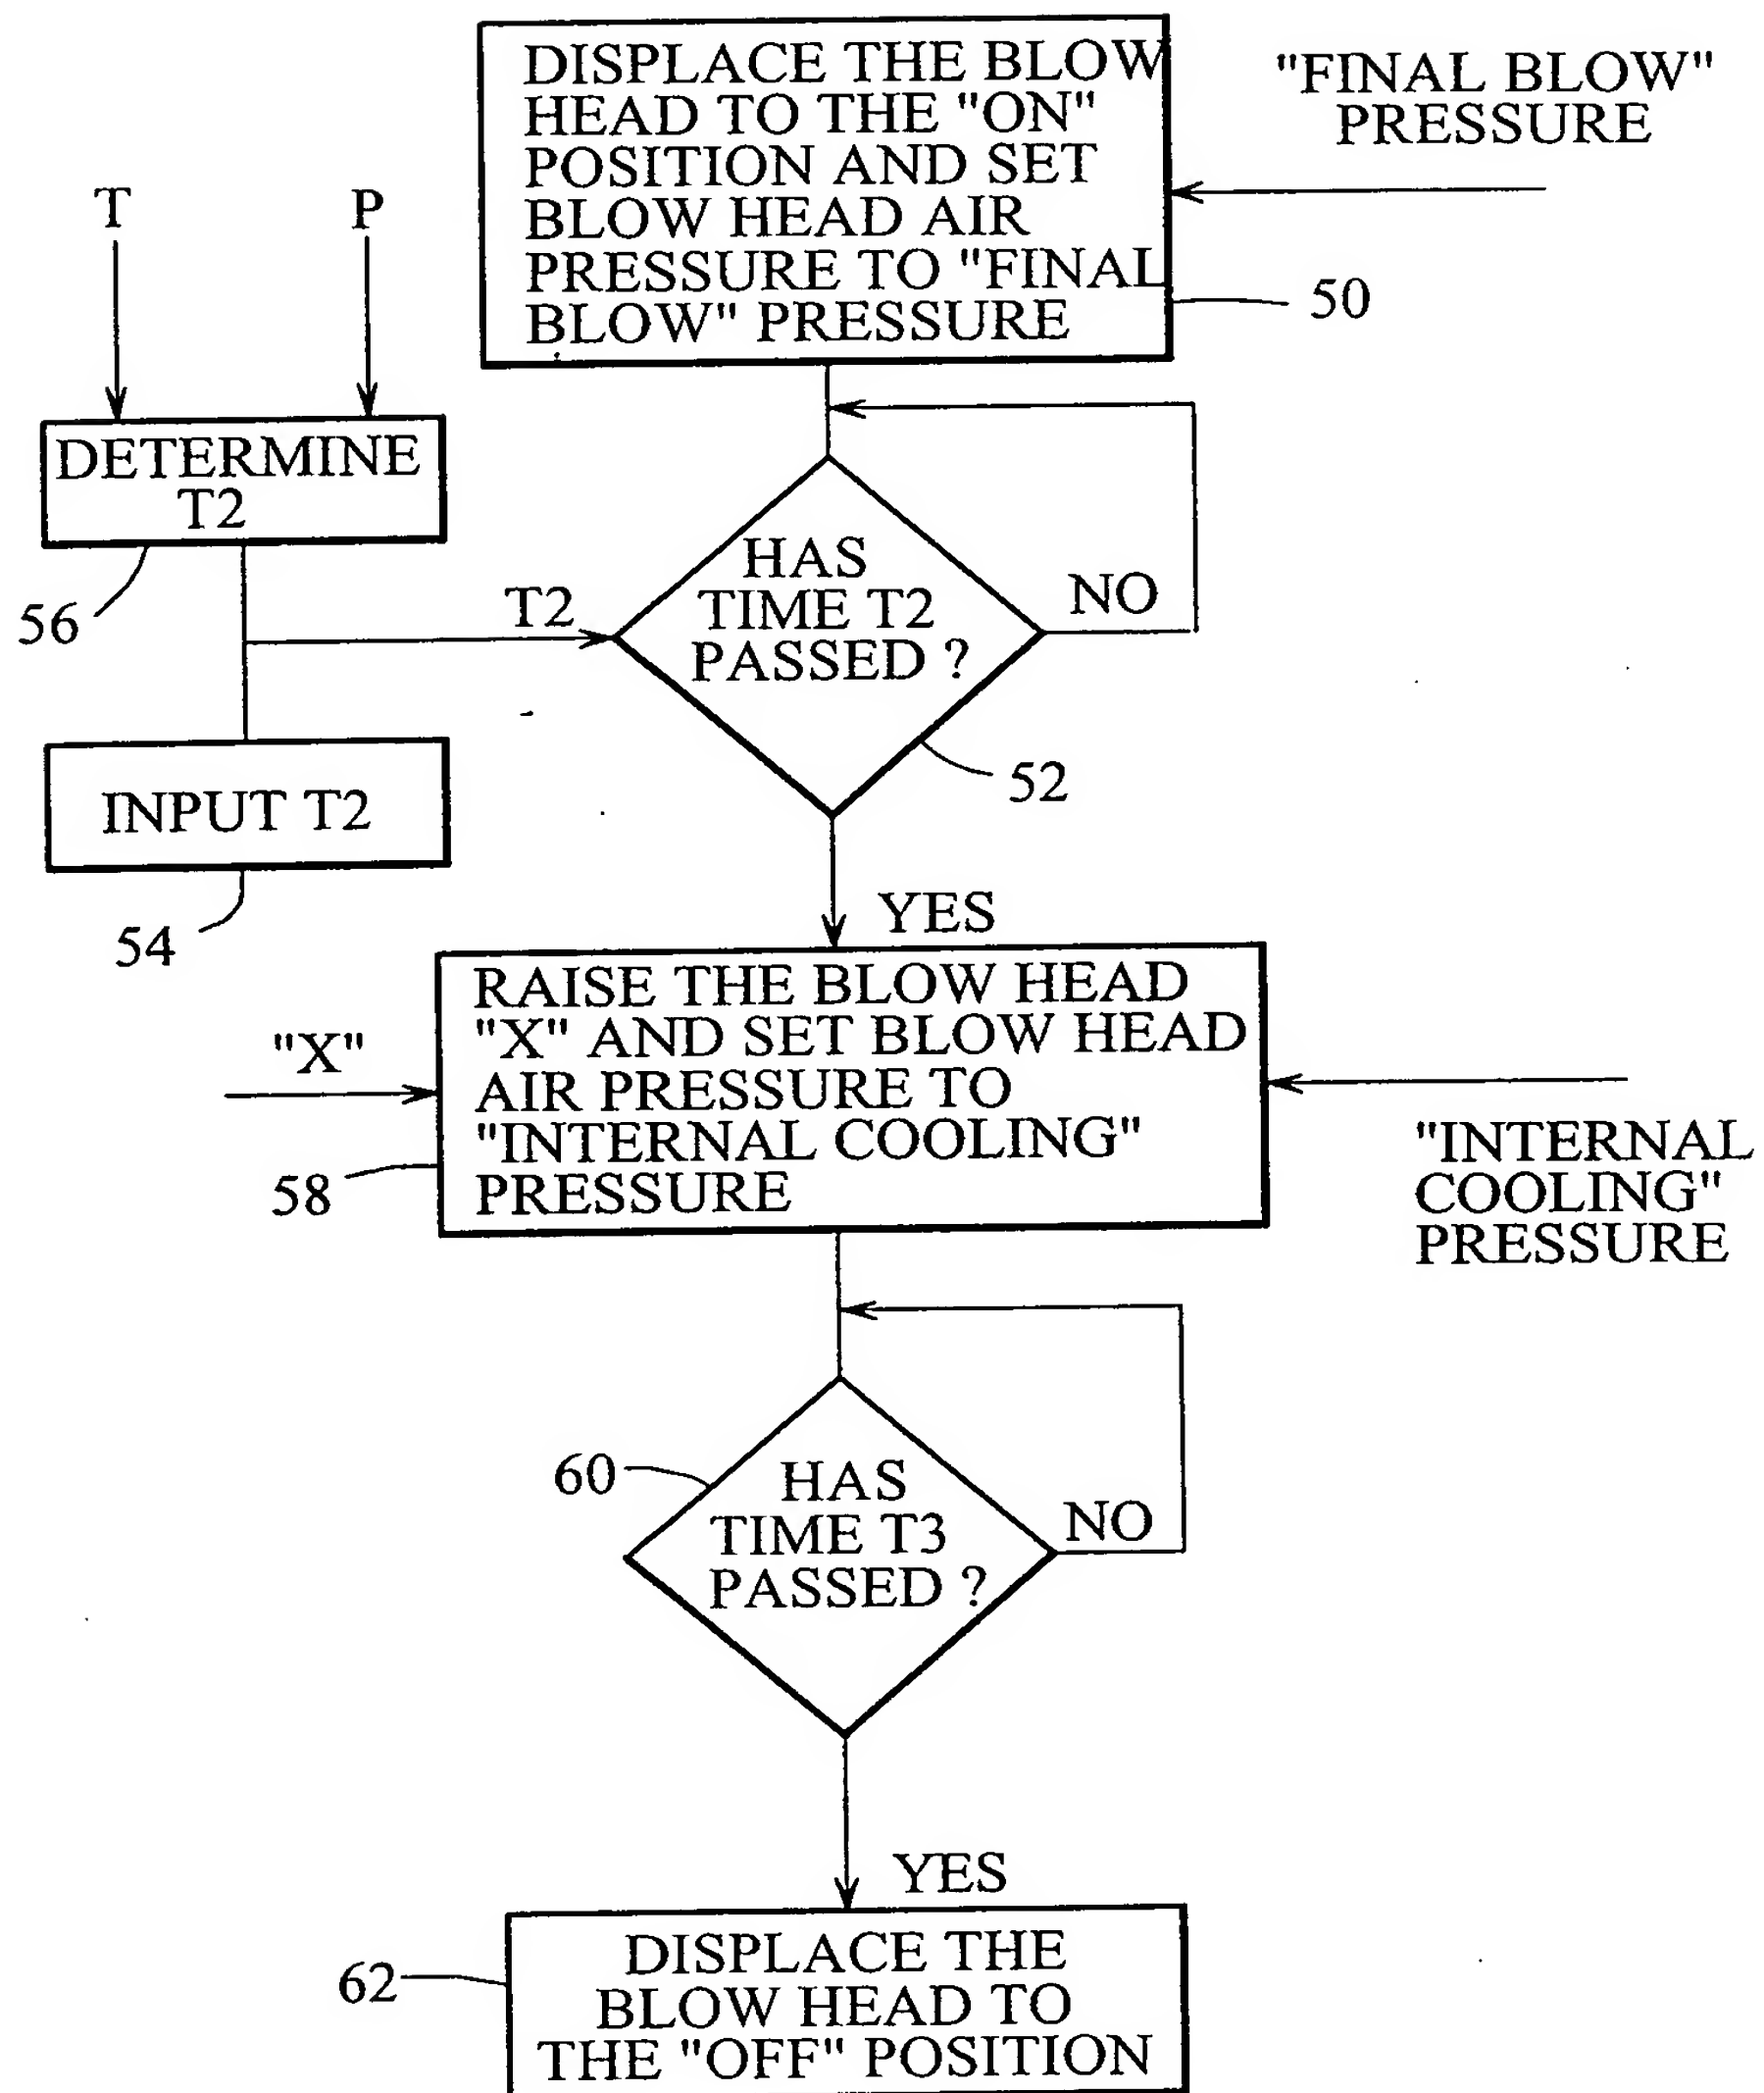 DISPLACE THE BLOW
HEAD TO THE "ON"
POSITION AND SET
BLOW HEAD AIR
PRESSURE TO "FINAL
BLOW" PRESSURE
"FINAL BLOW"
PRESSURE
50
T
P
DETERMINE
T2
56
T2
HAS
TIME T2
PASSED ?
NO
52
INPUT T2
54
YES
RAISE THE BLOW HEAD
"X" AND SET BLOW HEAD
AIR PRESSURE TO
"INTERNAL COOLING"
PRESSURE
"X"
58
"INTERNAL
COOLING"
PRESSURE
60
HAS
TIME T3
PASSED ?
NO
YES
62
DISPLACE THE
BLOW HEAD TO
THE "OFF" POSITION